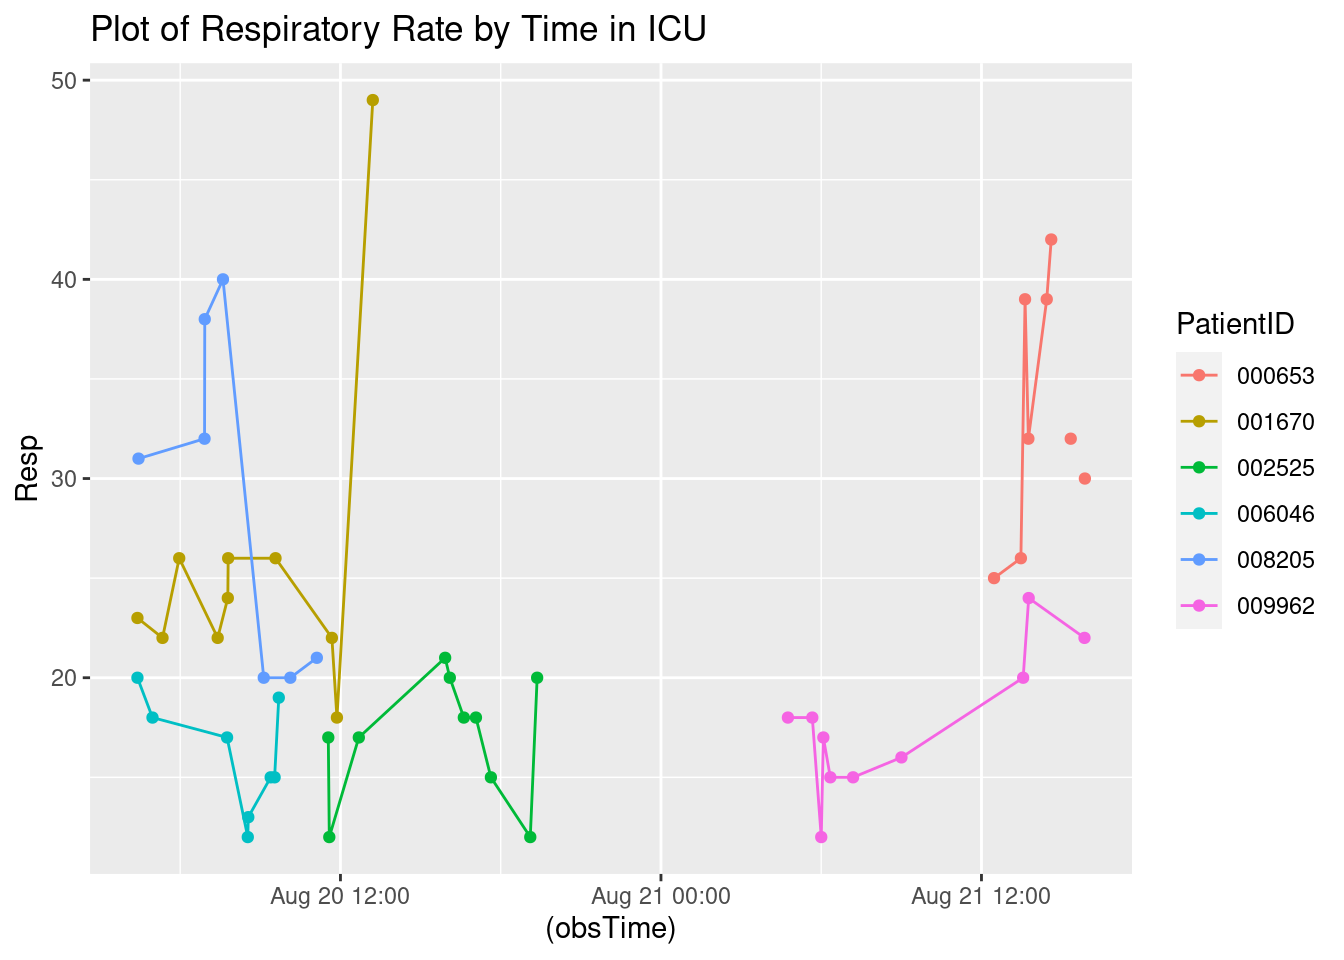 Plot of Respiratory Rate by Time in ICU
50
40
30
20
Resp
Aug 20 12:00
Aug 21 00:00
Aug 21 12:00
(obsTime)
PatientID
000653
001670
002525
006046
008205
009962